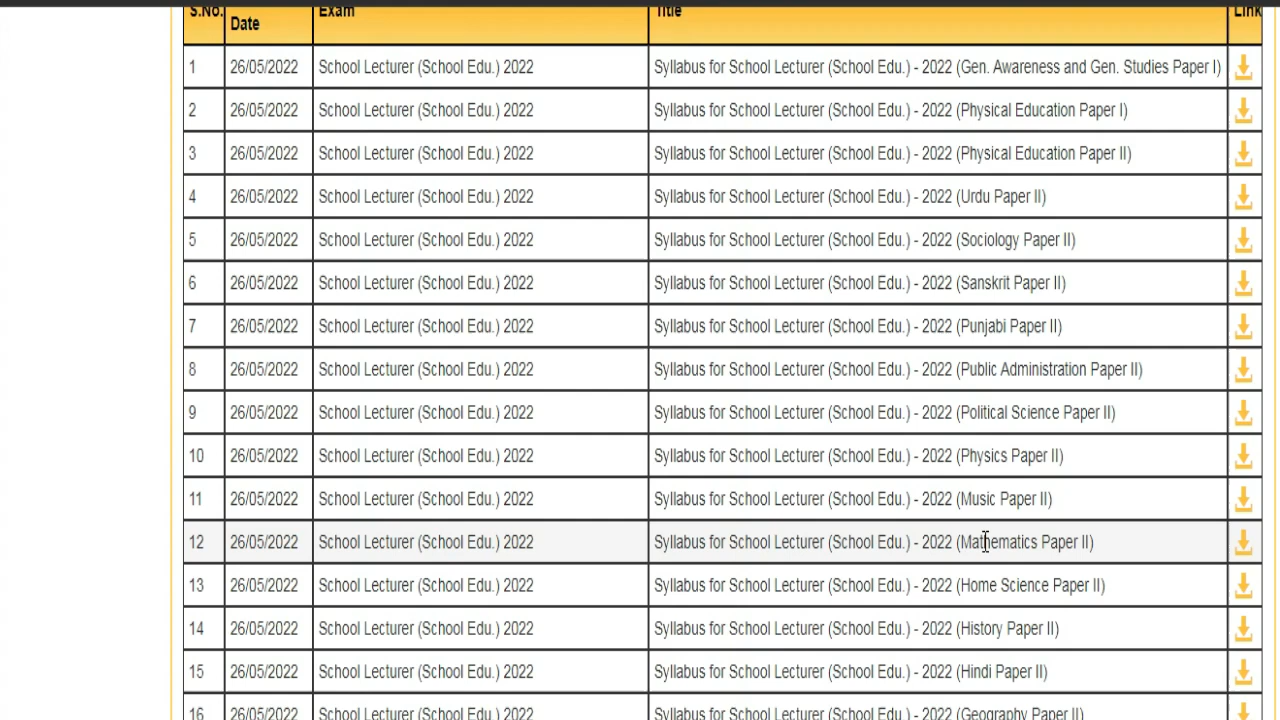 S.No. Date Exam Title Link
1 26/05/2022 School Lecturer (School Edu.) 2022 Syllabus for School Lecturer (School Edu.) - 2022 (Gen. Awareness and Gen. Studies Paper I)
2 26/05/2022 School Lecturer (School Edu.) 2022 Syllabus for School Lecturer (School Edu.) - 2022 (Physical Education Paper I)
3 26/05/2022 School Lecturer (School Edu.) 2022 Syllabus for School Lecturer (School Edu.) - 2022 (Physical Education Paper II)
4 26/05/2022 School Lecturer (School Edu.) 2022 Syllabus for School Lecturer (School Edu.) - 2022 (Urdu Paper II)
5 26/05/2022 School Lecturer (School Edu.) 2022 Syllabus for School Lecturer (School Edu.) - 2022 (Sociology Paper II)
6 26/05/2022 School Lecturer (School Edu.) 2022 Syllabus for School Lecturer (School Edu.) - 2022 (Sanskrit Paper II)
7 26/05/2022 School Lecturer (School Edu.) 2022 Syllabus for School Lecturer (School Edu.) - 2022 (Punjabi Paper II)
8 26/05/2022 School Lecturer (School Edu.) 2022 Syllabus for School Lecturer (School Edu.) - 2022 (Public Administration Paper II)
9 26/05/2022 School Lecturer (School Edu.) 2022 Syllabus for School Lecturer (School Edu.) - 2022 (Political Science Paper II)
10 26/05/2022 School Lecturer (School Edu.) 2022 Syllabus for School Lecturer (School Edu.) - 2022 (Physics Paper II)
11 26/05/2022 School Lecturer (School Edu.) 2022 Syllabus for School Lecturer (School Edu.) - 2022 (Music Paper II)
12 26/05/2022 School Lecturer (School Edu.) 2022 Syllabus for School Lecturer (School Edu.) - 2022 (Mathematics Paper II)
13 26/05/2022 School Lecturer (School Edu.) 2022 Syllabus for School Lecturer (School Edu.) - 2022 (Home Science Paper II)
14 26/05/2022 School Lecturer (School Edu.) 2022 Syllabus for School Lecturer (School Edu.) - 2022 (History Paper II)
15 26/05/2022 School Lecturer (School Edu.) 2022 Syllabus for School Lecturer (School Edu.) - 2022 (Hindi Paper II)
16 26/05/2022 School Lecturer (School Edu.) 2022 Syllabus for School Lecturer (School Edu.) - 2022 (Geography Paper II)